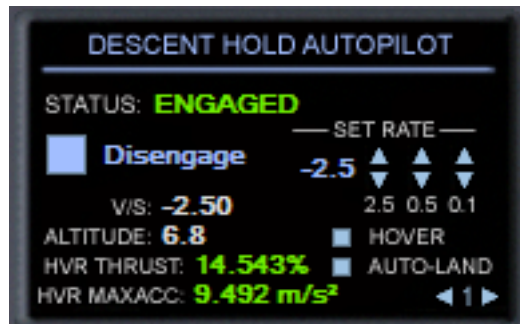 DESCENT HOLD AUTOPILOT
STATUS: ENGAGED
SET RATE
Disengage
-2.5
2.5 0.5 0.1
V/S: -2.50
ALTITUDE: 6.8
HOVER
HVR THRUST: 14.543%
AUTO-LAND
HVR MAXACC: 9.492 m/s²
1